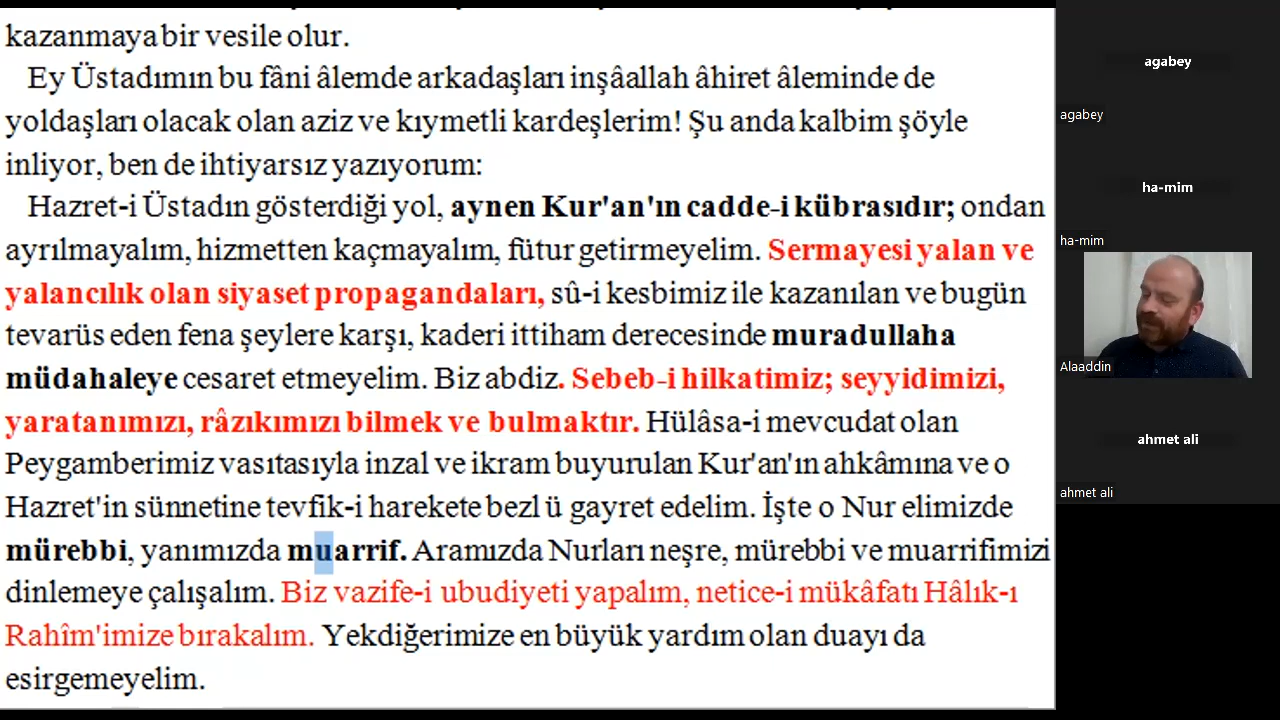 kazanmaya bir vesile olur.
Ey Üstadımın bu fâni âlemde arkadaşları inşâallah âhiret âleminde de
yoldaşları olacak olan aziz ve kıymetli kardeşlerim! Şu anda kalbim şöyle
inliyor, ben de ihtiyarsız yazıyorum:
Hazret-i Üstadın gösterdiği yol, aynen Kur'an'ın cadde-i kübrasıdır; ondan
ayrılmayalım, hizmetten kaçmayalım, fütur getirmeyelim. Sermayesi yalan ve
yalancılık olan siyaset propagandaları, sû-i kesbimiz ile kazanılan ve bugün
tevarüs eden fena şeylere karşı, kaderi ittiham derecesinde muradullaha
müdahaleye cesaret etmeyelim. Biz abdiz. Sebeb-i hilkatimiz; seyyidimizi,
yaratanımızı, râzıkımızı bilmek ve bulmaktır. Hülâsa-i mevcudat olan
Peygamberimiz vasıtasıyla inzal ve ikram buyurulan Kur'an'ın ahkâmına ve o
Hazret'in sünnetine tevfik-i harekete bezl ü gayret edelim. İşte o Nur elimizde
mürebbi, yanımızda muarrif. Aramızda Nurları neşre, mürebbi ve muarrifimizi
dinlemeye çalışalım. Biz vazife-i ubudiyeti yapalım, netice-i mükâfatı Hâlık-ı
Rahîm'imize bırakalım. Yekdiğerimize en büyük yardım olan duayı da
esirgemeyelim.
agabey
agabey
ha-mim
ha-mim
Alaaddin
ahmet ali
ahmet ali